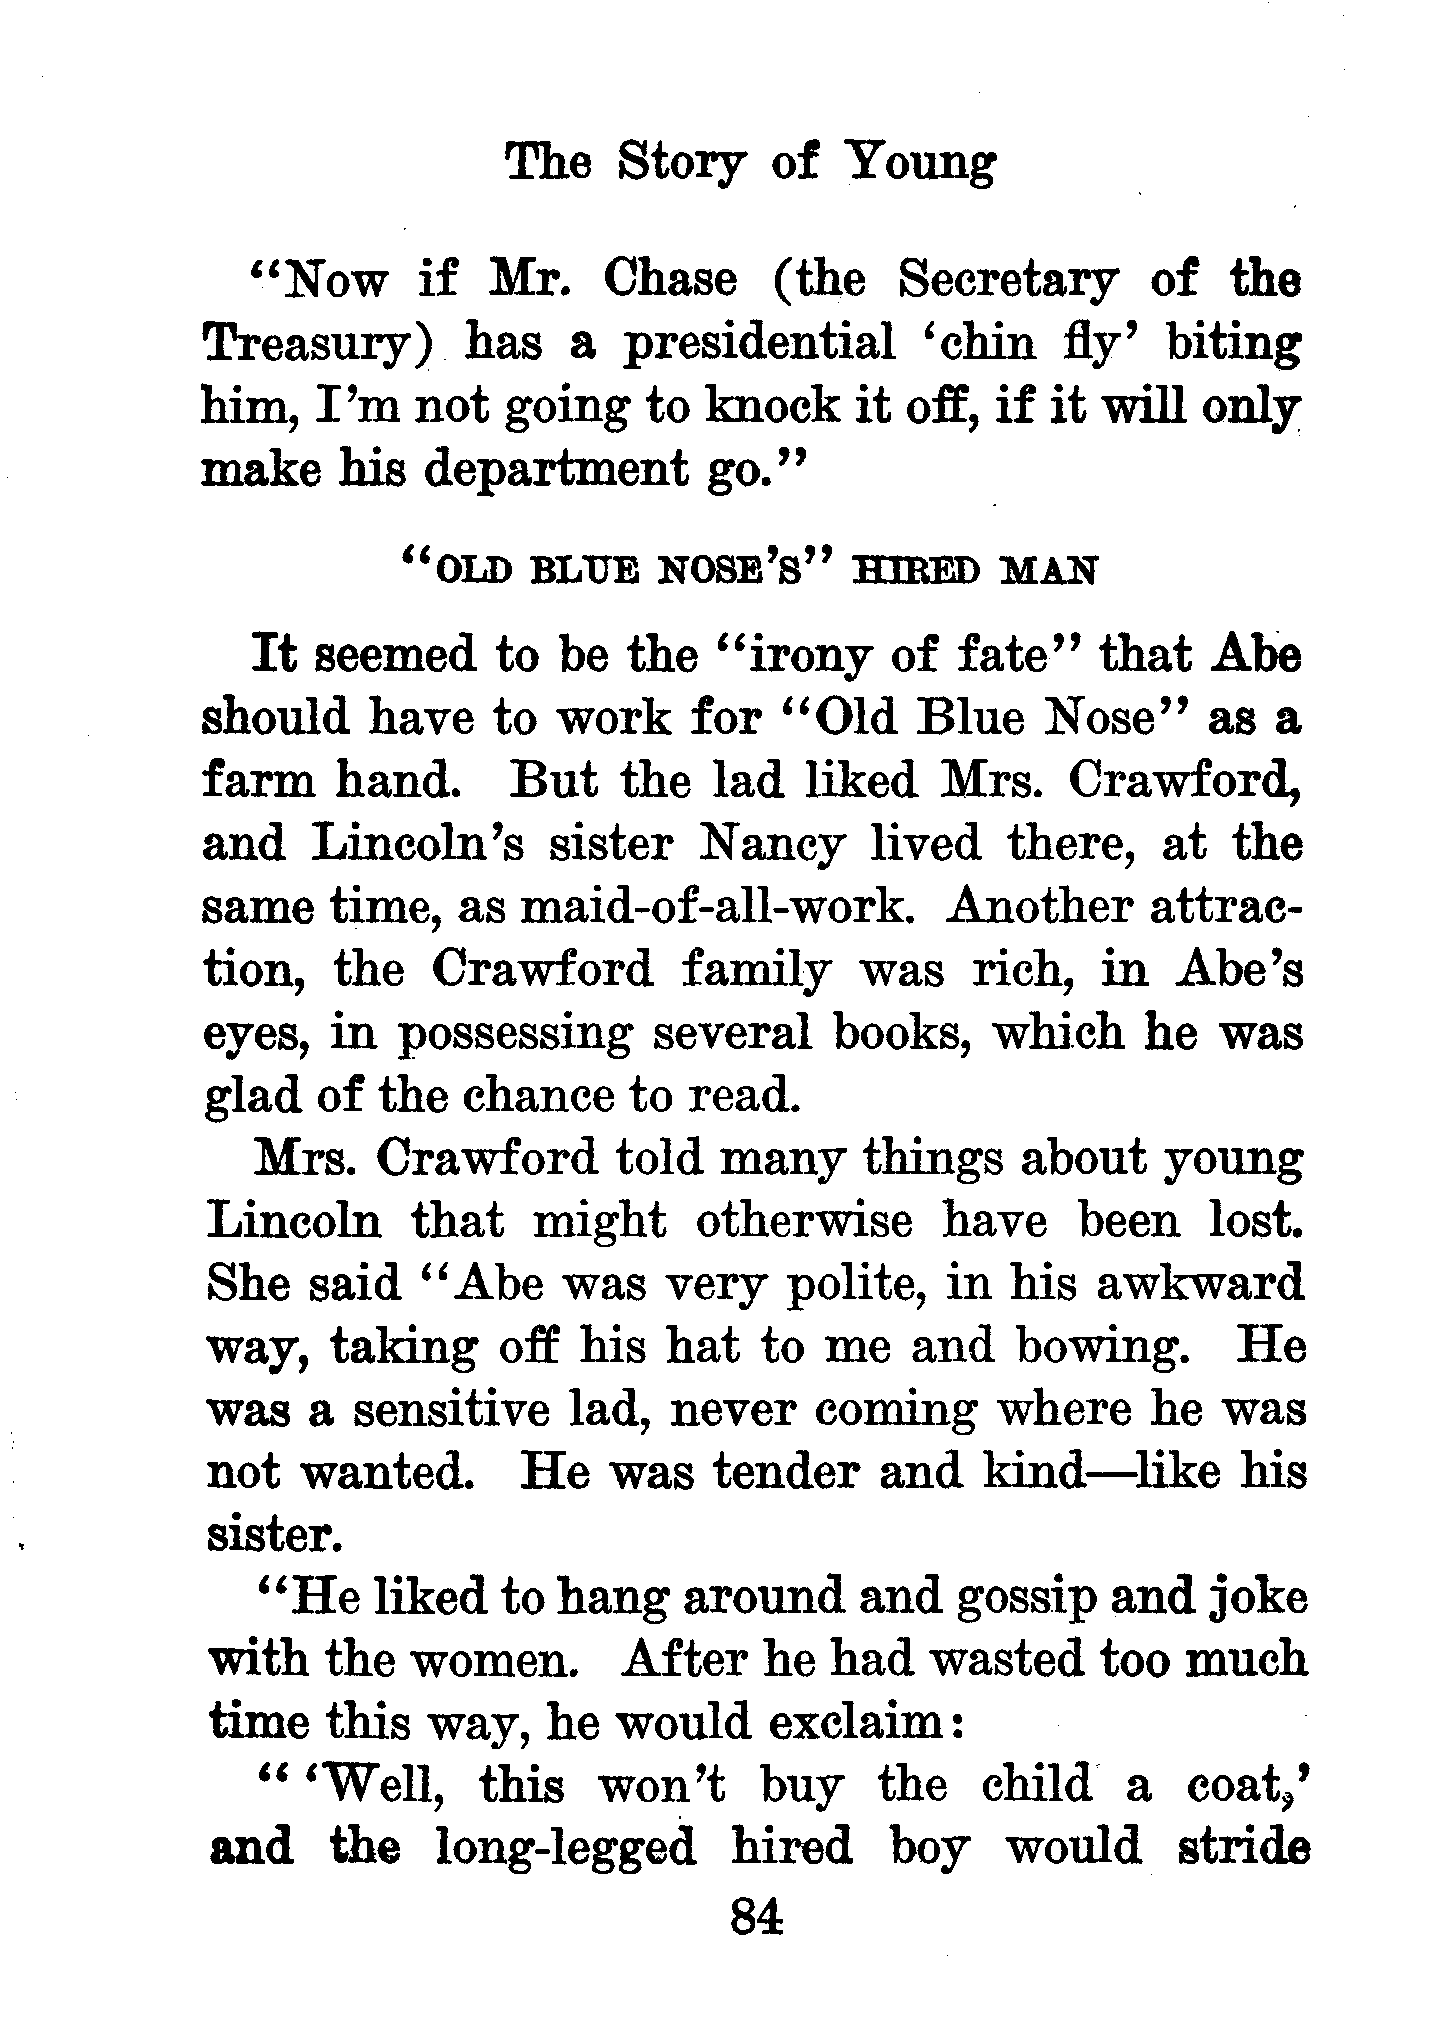 The Story of Young
“Now if Mr. Chase (the Secretary of the
Treasury) has a presidential ‘chin fly’ biting
him, I’m not going to knock it off, if it will only
make his department go.”
“OLD BLUE NOSE’S” HIRED MAN
It seemed to be the “irony of fate” that Abe
should have to work for “Old Blue Nose” as a
farm hand. But the lad liked Mrs. Crawford,
and Lincoln’s sister Nancy lived there, at the
same time, as maid-of-all-work. Another attrac-
tion, the Crawford family was rich, in Abe’s
eyes, in possessing several books, which he was
glad of the chance to read.
Mrs. Crawford told many things about young
Lincoln that might otherwise have been lost.
She said “Abe was very polite, in his awkward
way, taking off his hat to me and bowing. He
was a sensitive lad, never coming where he was
not wanted. He was tender and kind—like his
sister.
“He liked to hang around and gossip and joke
with the women. After he had wasted too much
time this way, he would exclaim:
“ ‘Well, this won’t buy the child a coat,’
and the long-legged hired boy would stride
84